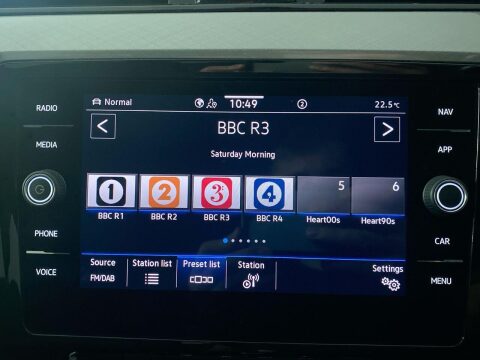 RADIO
MEDIA
PHONE
VOICE
Normal
10:49
2
22.5°C
BBC R3
Saturday Morning
1
BBC R1
2
BBC R2
3
BBC R3
4
BBC R4
5
Heart00s
6
Heart90s
Source
FM/DAB
Station list
Preset list
Station
Settings
NAV
APP
CAR
MENU